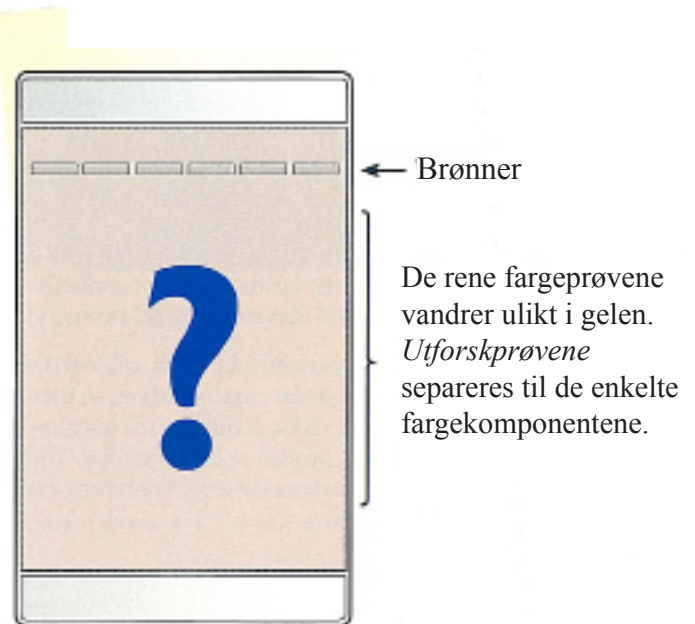 Brønner
?
De rene fargeprøvene
vandrer ulikt i gelen.
Utforskprøvene
separeres til de enkelte
fargekomponentene.